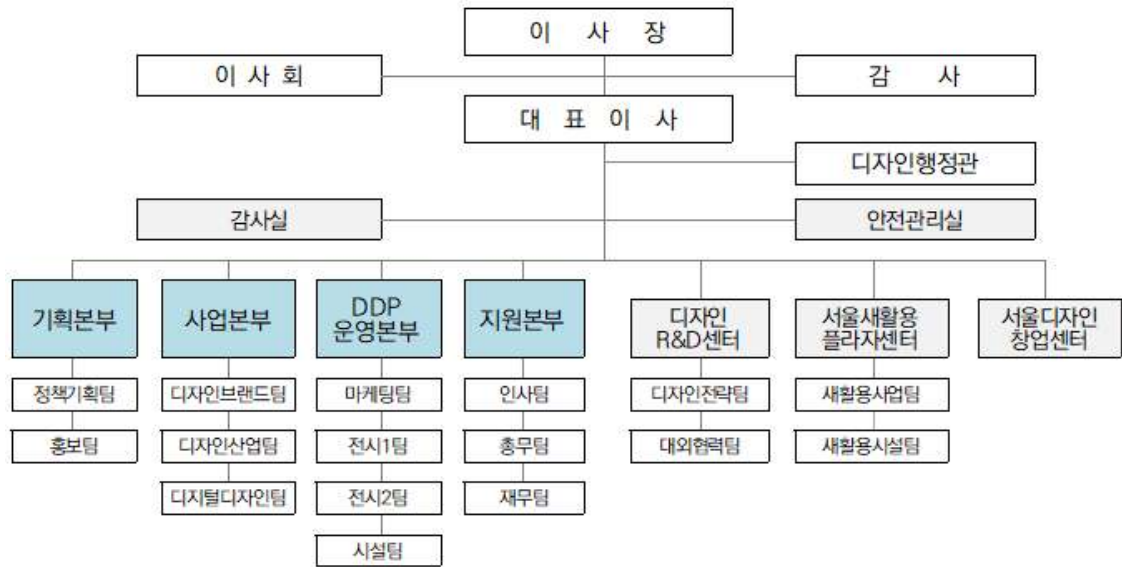 이 사 장
이 사 회
감 사
대 표 이 사
디자인행정관
감사실
안전관리실
기획본부
사업본부
DDP
운영본부
지원본부
디자인
R&D센터
서울새활용
플라자센터
서울디자인
창업센터
정책기획팀
디자인브랜드팀
마케팅팀
인사팀
디자인전략팀
새활용사업팀
홍보팀
디자인산업팀
전시1팀
총무팀
대외협력팀
새활용시설팀
디지털디자인팀
전시2팀
재무팀
시설팀